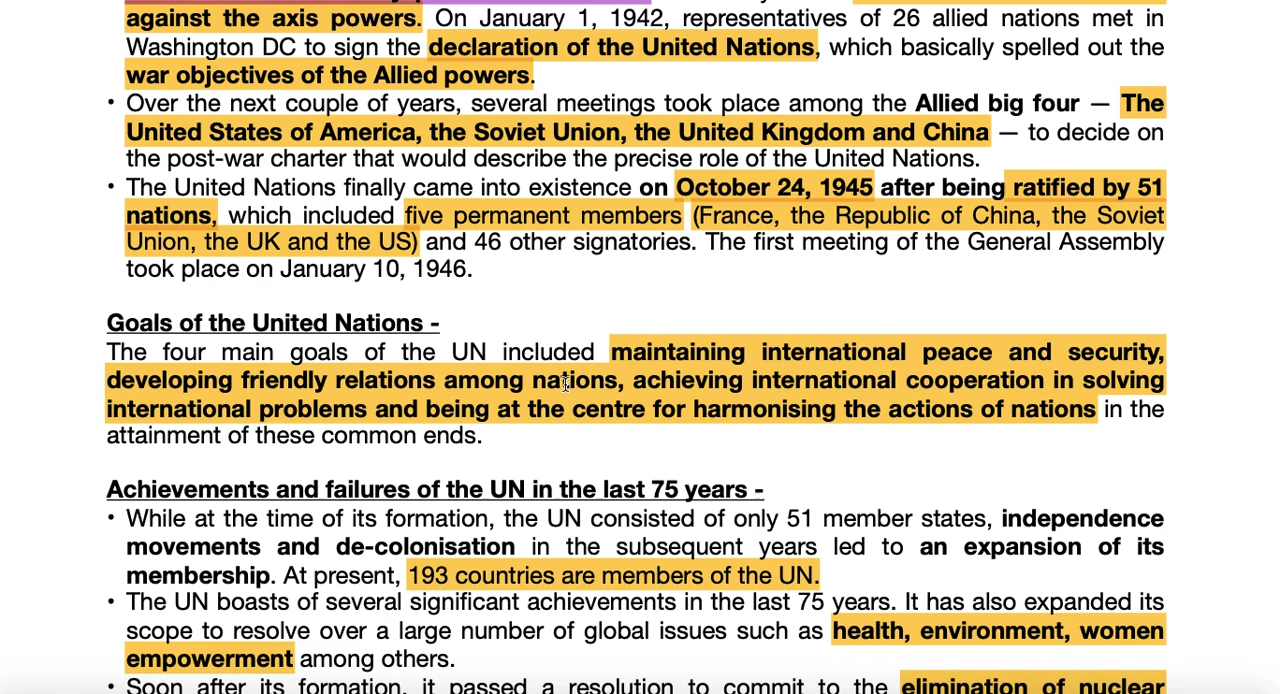 against the axis powers. On January 1, 1942, representatives of 26 allied nations met in
Washington DC to sign the declaration of the United Nations, which basically spelled out the
war objectives of the Allied powers.
• Over the next couple of years, several meetings took place among the Allied big four — The
United States of America, the Soviet Union, the United Kingdom and China — to decide on
the post-war charter that would describe the precise role of the United Nations.
• The United Nations finally came into existence on October 24, 1945 after being ratified by 51
nations, which included five permanent members (France, the Republic of China, the Soviet
Union, the UK and the US) and 46 other signatories. The first meeting of the General Assembly
took place on January 10, 1946.
Goals of the United Nations -
The four main goals of the UN included maintaining international peace and security,
developing friendly relations among nations, achieving international cooperation in solving
international problems and being at the centre for harmonising the actions of nations in the
attainment of these common ends.
Achievements and failures of the UN in the last 75 years -
• While at the time of its formation, the UN consisted of only 51 member states, independence
movements and de-colonisation in the subsequent years led to an expansion of its
membership. At present, 193 countries are members of the UN.
• The UN boasts of several significant achievements in the last 75 years. It has also expanded its
scope to resolve over a large number of global issues such as health, environment, women
empowerment among others.
• Soon after its formation, it passed a resolution to commit to the elimination of nuclear